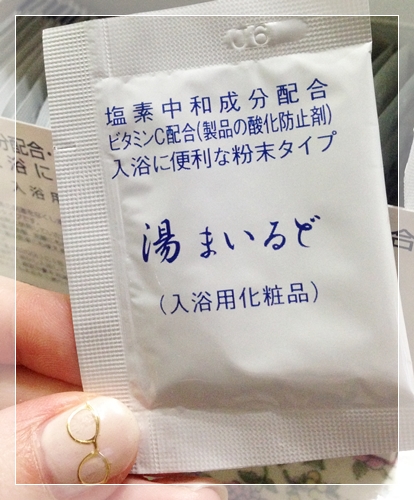 塩素中和成分配合
ビタミンC配合(製品の酸化防止剤)
入浴に便利な粉末タイプ
湯まいるど
(入浴用化粧品)